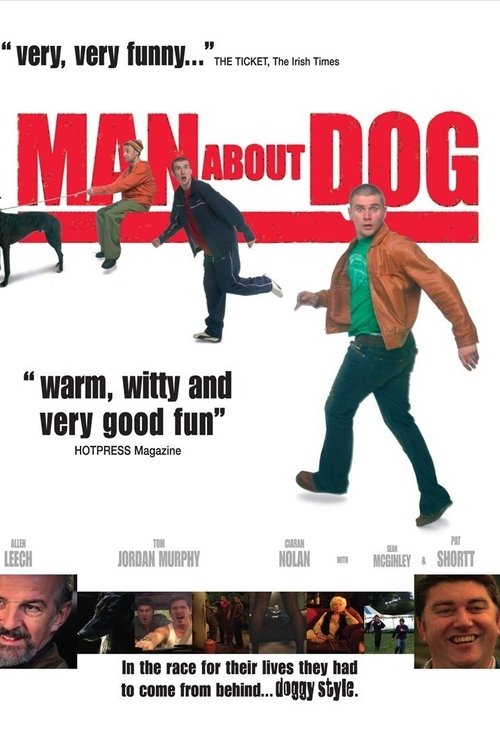 “very, very funny...” THE TICKET, The Irish Times
MAN ABOUT DOG
“warm, witty and
very good fun”
HOTPRESS Magazine
ALLEN LEECH
TOM JORDAN MURPHY
CIARAN NOLAN
WITH
SEAN MCGINLEY
&
PAT SHORTT
In the race for their lives they had
to come from behind...doggy style.